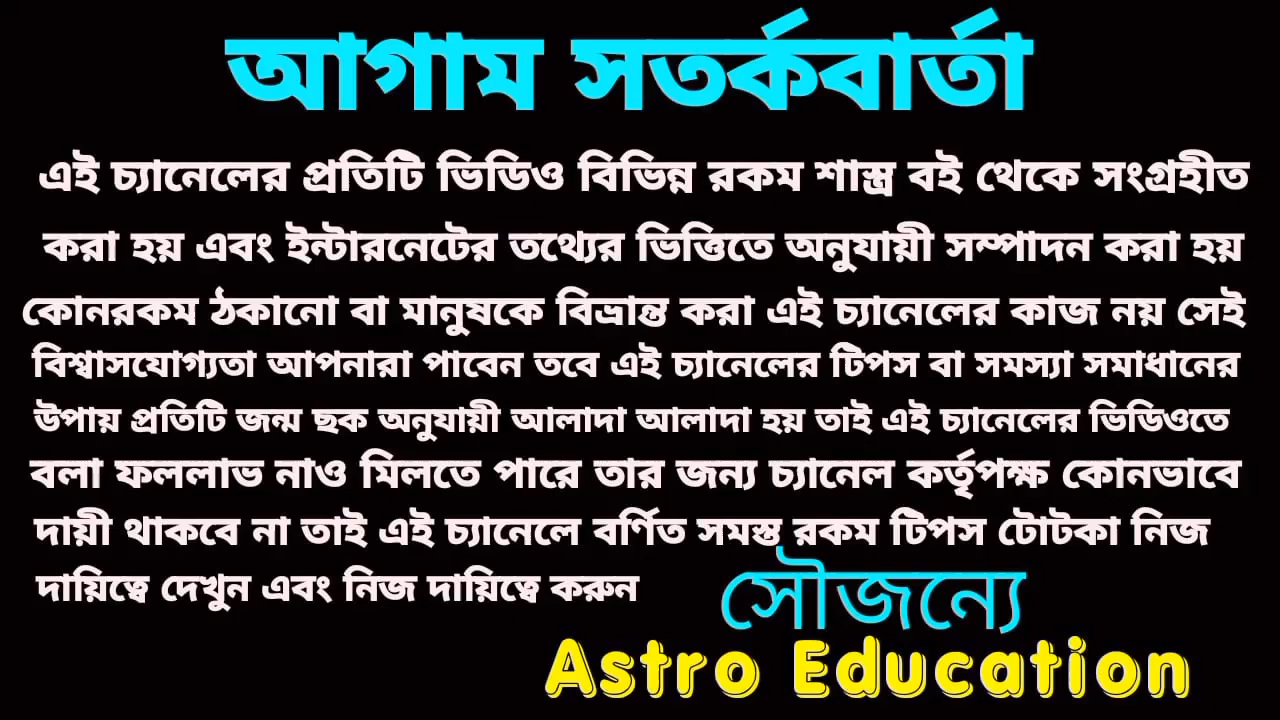 আগাম সতর্কবার্তা
এই চ্যানেলের প্রতিটি ভিডিও বিভিন্ন রকম শাস্ত্র বই থেকে সংগ্রহীত
করা হয় এবং ইন্টারনেটের তথ্যের ভিত্তিতে অনুযায়ী সম্পাদন করা হয়
কোনরকম ঠকানো বা মানুষকে বিভ্রান্ত করা এই চ্যানেলের কাজ নয় সেই
বিশ্বাসযোগ্যতা আপনারা পাবেন তবে এই চ্যানেলের টিপস বা সমস্যা সমাধানের
উপায় প্রতিটি জন্ম ছক অনুযায়ী আলাদা আলাদা হয় তাই এই চ্যানেলের ভিডিওতে
বলা ফললাভ নাও মিলতে পারে তার জন্য চ্যানেল কর্তৃপক্ষ কোনভাবে
দায়ী থাকবে না তাই এই চ্যানেলে বর্ণিত সমস্ত রকম টিপস টোটকা নিজ
দায়িত্বে দেখুন এবং নিজ দায়িত্বে করুন
সৌজন্যে
Astro Education